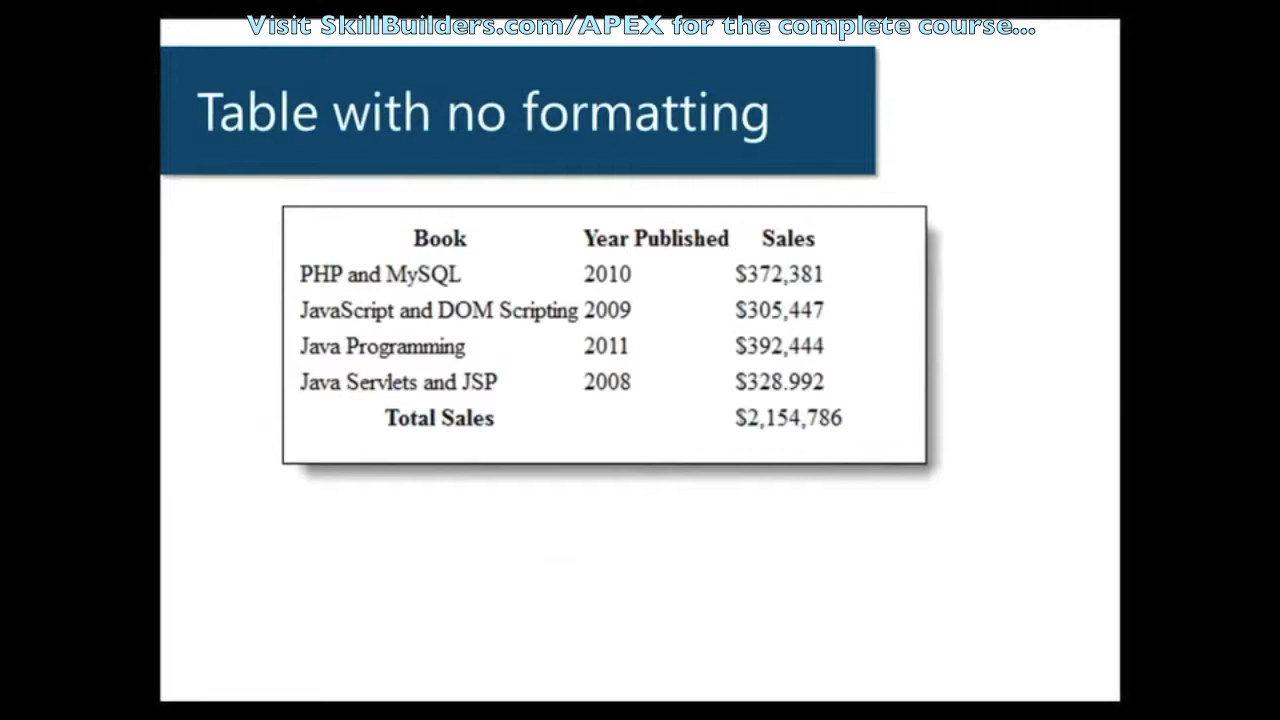 Visit SkillBuilders.com/APEX for the complete course...
Table with no formatting
Book Year Published Sales
PHP and MySQL 2010 $372,381
JavaScript and DOM Scripting 2009 $305,447
Java Programming 2011 $392,444
Java Servlets and JSP 2008 $328.992
Total Sales $2,154,786